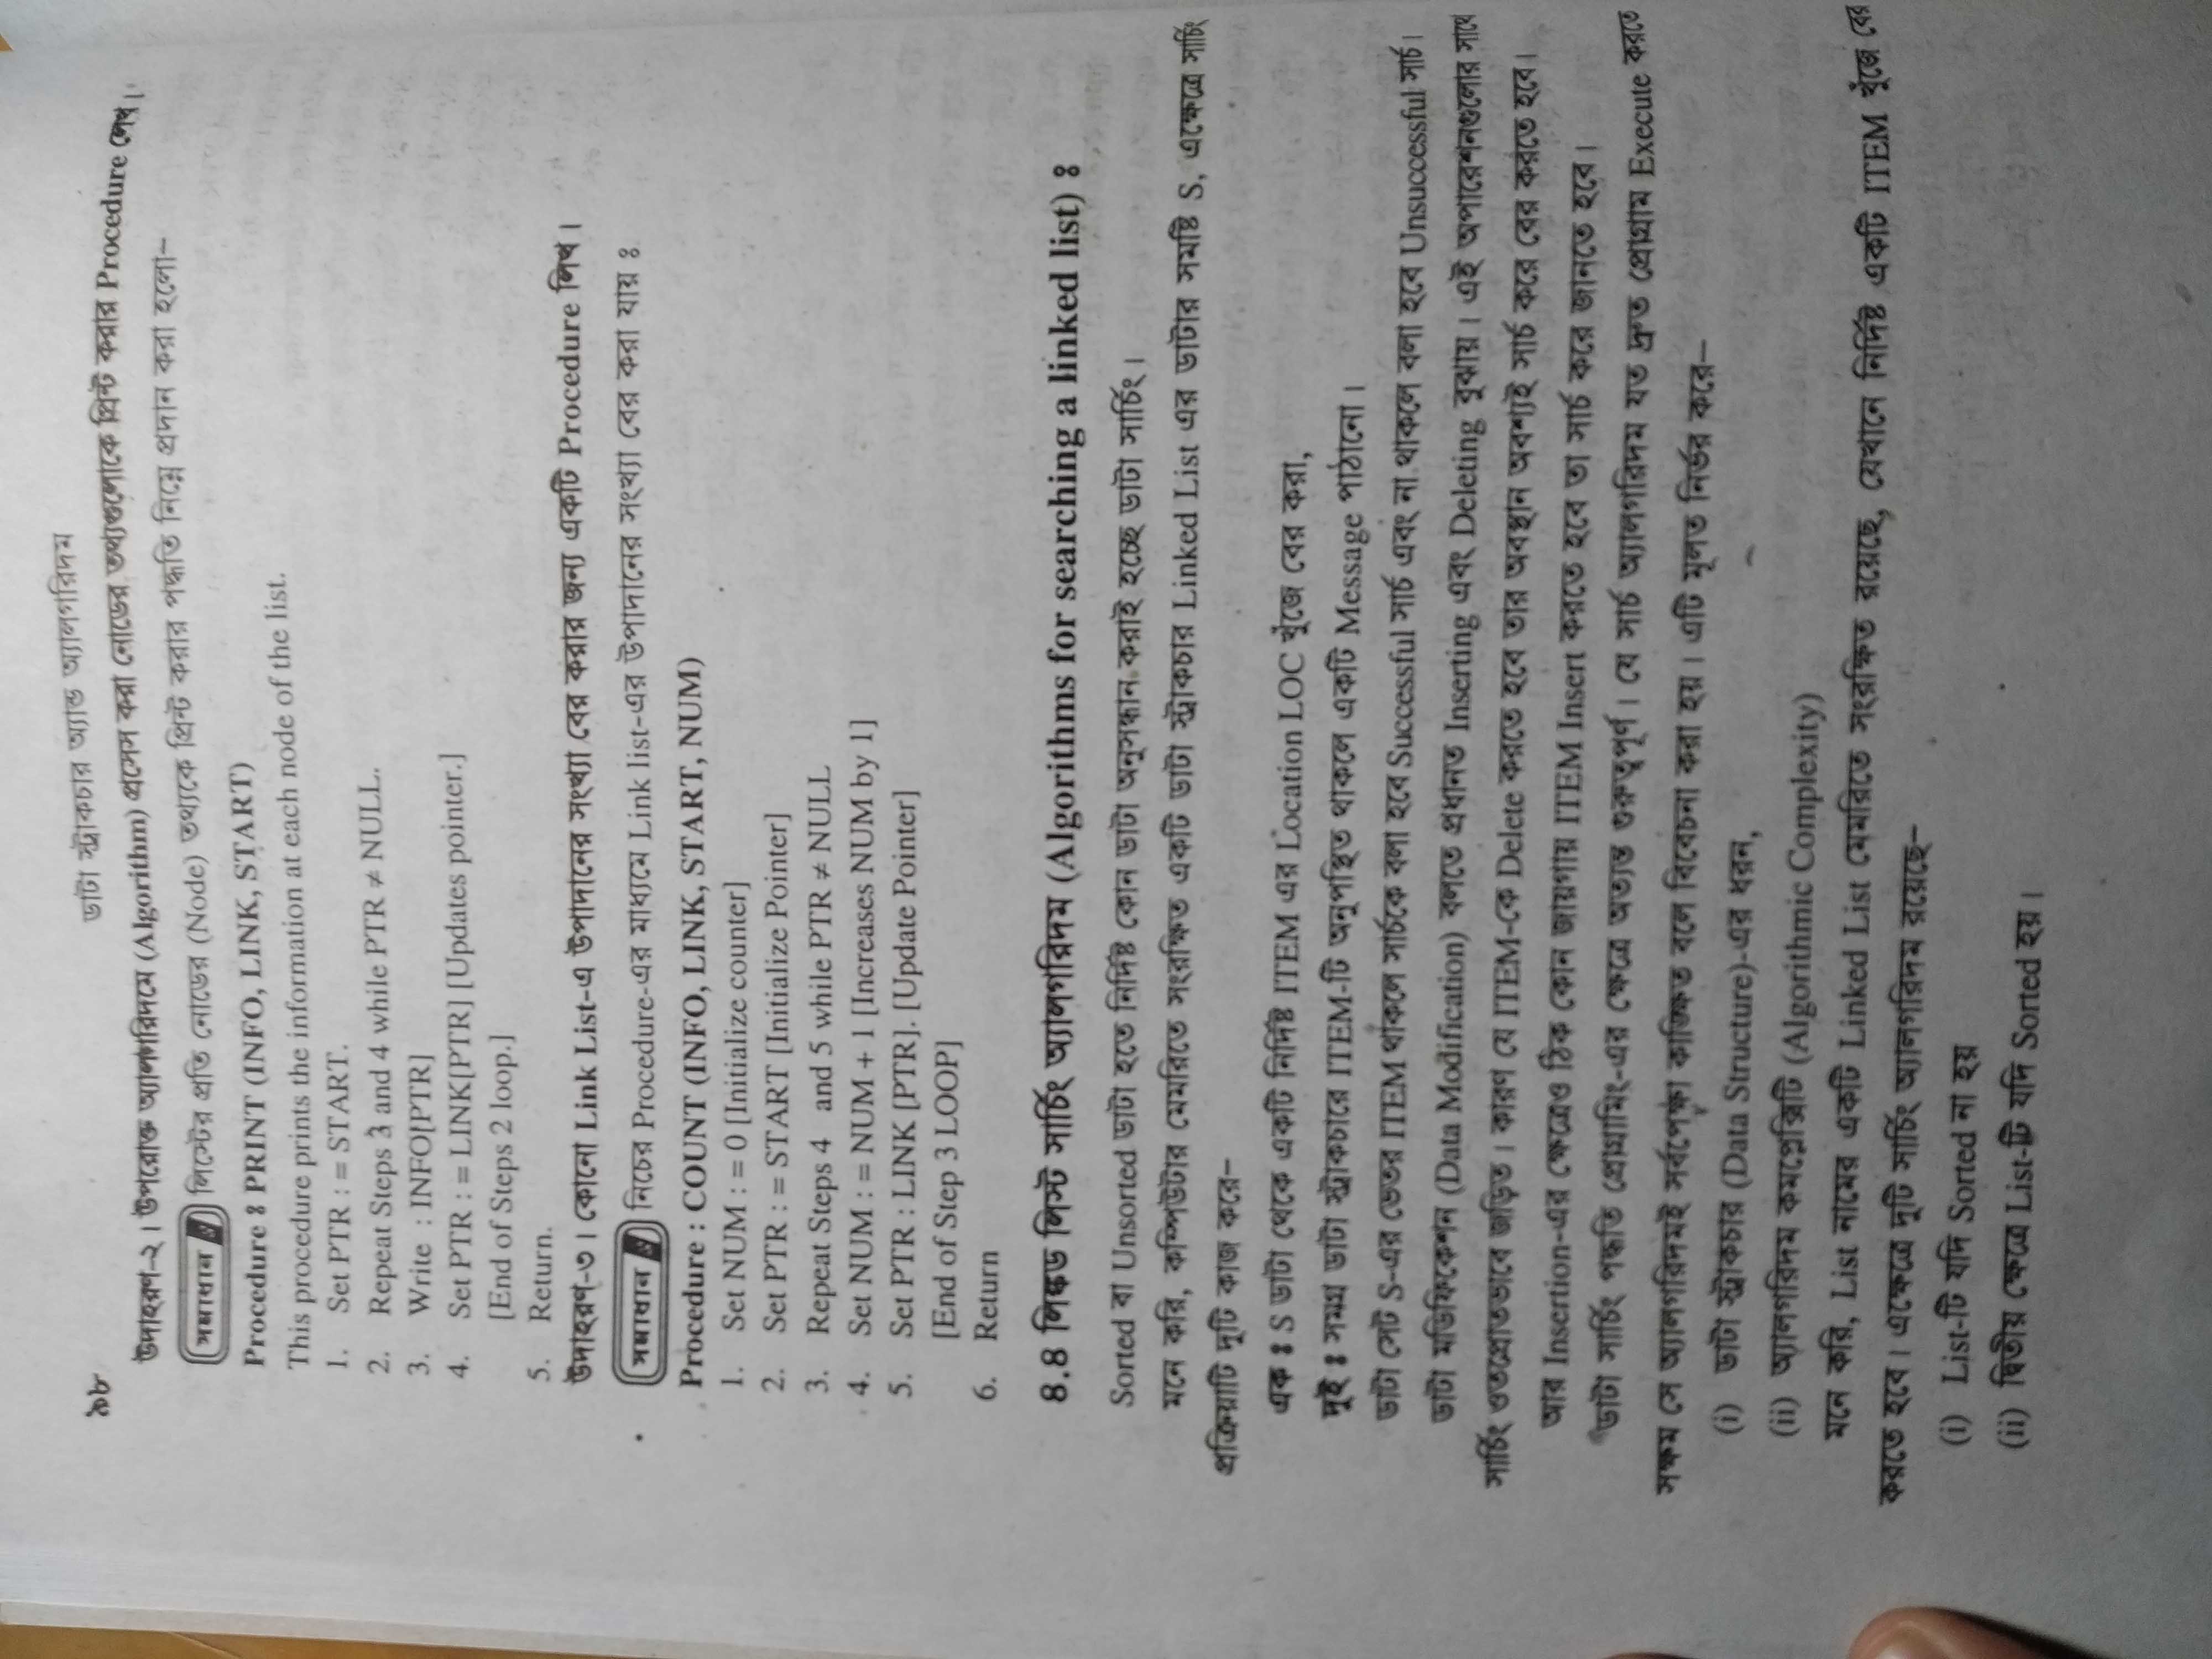 ৯৮
ডাটা স্ট্রাকচার অ্যান্ড অ্যালগরিদম
উদাহরণ-২। উপরোক্ত অ্যালগরিদমে (Algorithm) প্রসেস করা নোডের তথ্যগুলোকে প্রিন্ট করার Procedure লেখ।
সমাধান লিস্টের প্রতি নোডের (Node) তথ্যকে প্রিন্ট করার পদ্ধতি নিম্নে প্রদান করা হলো–
Procedure ঃ PRINT (INFO, LINK, START)
This procedure prints the information at each node of the list.
1. Set PTR : = START.
2. Repeat Steps 3 and 4 while PTR ≠ NULL.
3. Write : INFO[PTR]
4. Set PTR : = LINK[PTR] [Updates pointer.]
[End of Steps 2 loop.]
5. Return.
উদাহরণ-৩। কোনো Link List-এ উপাদানের সংখ্যা বের করার জন্য একটি Procedure লিখ।
সমাধান নিচের Procedure-এর মাধ্যমে Link list-এর উপাদানের সংখ্যা বের করা যায় ঃ
Procedure : COUNT (INFO, LINK, START, NUM)
1. Set NUM : = 0 [Initialize counter]
2. Set PTR : = START [Initialize Pointer]
3. Repeat Steps 4 and 5 while PTR ≠ NULL
4. Set NUM : = NUM + 1 [Increases NUM by 1]
5. Set PTR : LINK [PTR]. [Update Pointer]
[End of Step 3 LOOP]
6. Return
৪.৪ লিঙ্কড লিস্ট সার্চিং অ্যালগরিদম (Algorithms for searching a linked list) ঃ
Sorted বা Unsorted ডাটা হতে নির্দিষ্ট কোন ডাটা অনুসন্ধান করাই হচ্ছে ডাটা সার্চিং।
মনে করি, কম্পিউটার মেমরিতে সংরক্ষিত একটি ডাটা স্ট্রাকচার Linked List এর ডাটার সমষ্টি S, এক্ষেত্রে সার্চিং
প্রক্রিয়াটি দুটি কাজ করে–
এক ঃ S ডাটা থেকে একটি নির্দিষ্ট ITEM এর Location LOC খুঁজে বের করা,
দুই ঃ সমগ্র ডাটা স্ট্রাকচারে ITEM-টি অনুপস্থিত থাকলে একটি Message পাঠানো।
ডাটা সেট S-এর ভেতর ITEM থাকলে সার্চকে বলা হবে Successful সার্চ এবং না থাকলে বলা হবে Unsuccessful সার্চ।
ডাটা মডিফিকেশন (Data Modification) বলতে প্রধানত Inserting এবং Deleting বুঝায়। এই অপারেশনগুলোর সাথে
সার্চিং ওতপ্রোতভাবে জড়িত। কারণ যে ITEM-কে Delete করতে হবে তার অবস্থান অবশ্যই সার্চ করে বের করতে হবে।
আর Insertion-এর ক্ষেত্রেও ঠিক কোন জায়গায় ITEM Insert করতে হবে তা সার্চ করে জানতে হবে।
ডাটা সার্চিং পদ্ধতি প্রোগ্রামিং-এর ক্ষেত্রে অত্যন্ত গুরুত্বপূর্ণ। যে সার্চ অ্যালগরিদম যত দ্রুত প্রোগ্রাম Execute করতে
সক্ষম সে অ্যালগরিদমই সর্বপেক্ষা কাঙ্ক্ষিত বলে বিবেচনা করা হয়। এটি মূলত নির্ভর করে–
(i) ডাটা স্ট্রাকচার (Data Structure)-এর ধরন,
(ii) অ্যালগরিদম কমপ্লেক্সিটি (Algorithmic Complexity)
মনে করি, List নামের একটি Linked List মেমরিতে সংরক্ষিত রয়েছে, যেখানে নির্দিষ্ট একটি ITEM খুঁজে বের
করতে হবে। এক্ষেত্রে দুটি সার্চিং অ্যালগরিদম রয়েছে–
(i) List-টি যদি Sorted না হয়
(ii) দ্বিতীয় ক্ষেত্রে List-টি যদি Sorted হয়।